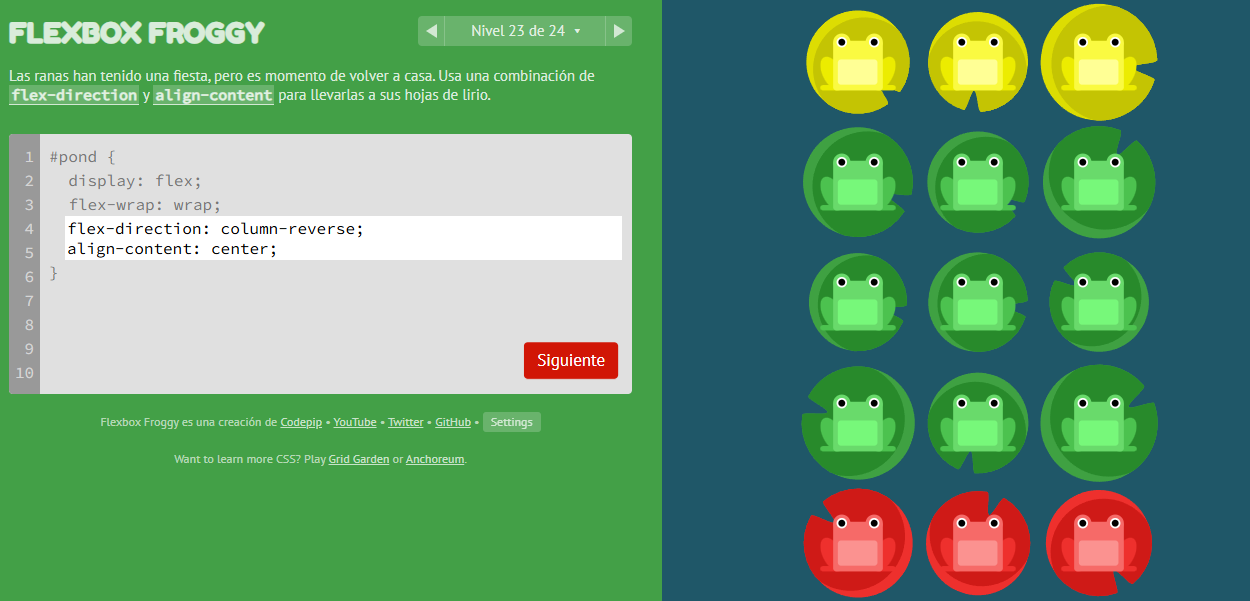 FLEXBOX FROGGY
◀ Nivel 23 de 24 ▾ ▶
Las ranas han tenido una fiesta, pero es momento de volver a casa. Usa una combinación de
flex-direction y align-content para llevarlas a sus hojas de lirio.
1 #pond {
2 display: flex;
3 flex-wrap: wrap;
4 flex-direction: column-reverse;
5 align-content: center;
6 }
7
8
9
10
Siguiente
Flexbox Froggy es una creación de Codepip • YouTube • Twitter • GitHub • Settings
Want to learn more CSS? Play Grid Garden or Anchoreum.